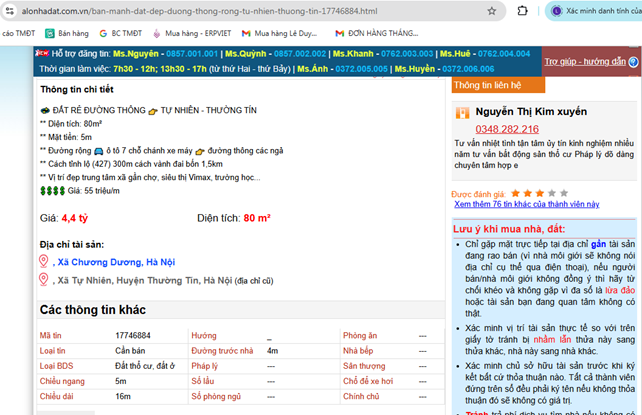 alonhadat.com.vn/ban-manh-dat-dep-duong-thong-rong-tu-nhien-thuong-tin-17746884.html
Xác minh danh tính của
cáo TMĐT
Bán hàng
BC TMĐT
Mua hàng – ERPVIET
Mua hàng Lê Duy...
ĐƠN HÀNG THÁNG...
NEW Hỗ trợ đăng tin: Ms.Nguyên - 0857.001.001 | Ms.Quỳnh - 0857.002.002 | Ms.Khanh - 0762.003.003 | Ms.Huê - 0762.004.004
Thời gian làm việc: 7h30 - 12h; 13h30 - 17h (từ thứ Hai - thứ Bảy) | Ms.Ánh - 0372.005.005 | Ms.Huyền - 0372.006.006
Trợ giúp - hướng dẫn
Thông tin chi tiết
ĐẤT RẺ ĐƯỜNG THÔNG 👉 TỰ NHIÊN - THƯỜNG TÍN
** Diện tích: 80m²
** Mặt tiền: 5m
** Đường rộng 🚘 ô tô 7 chỗ chánh xe máy 👉 đường thông các ngả
** Cách tỉnh lộ (427) 300m cách vành đai bốn 1,5km
** Vị trí đẹp trung tâm xã gần chợ, siêu thị Vimax, trường học...
💲💲💲💲 Giá: 55 triệu/m
Giá: 4,4 tỷ
Diện tích: 80 m²
Địa chỉ tài sản:
, Xã Chương Dương, Hà Nội
, Xã Tự Nhiên, Huyện Thường Tín, Hà Nội (địa chỉ cũ)
Các thông tin khác
Mã tin 17746884 Hướng _ Phòng ăn ---
Loại tin Cần bán Đường trước nhà 4m Nhà bếp ---
Loại BDS Đất thổ cư, đất ở Pháp lý --- Sân thượng ---
Chiều ngang 5m Số lầu --- Chổ để xe hơi ---
Chiều dài 16m Số phòng ngủ --- Chính chủ ---
Thông tin liên hệ
Nguyễn Thị Kim xuyến
0348.282.216
Tư vấn nhiệt tình tận tâm ủy tín kinh nghiệm nhiều
năm tư vấn bất động sản thổ cư Pháp lý dõ dàng
chuyên tâm hợp e
Được đánh giá:
Xem thêm 76 tin khác của thành viên này
Lưu ý khi mua nhà, đất:
Chỉ gặp mặt trực tiếp tại địa chỉ gần tài sản
đang rao bán (vì nhà môi giới sẽ không nói
địa chỉ cụ thể qua điện thoại), nếu người
bán/nhà môi giới không đồng ý thì hãy từ
chối khéo và không gặp vì đa số là lừa đảo
hoặc tài sản bạn đang quan tâm không có
thật.
Xác minh vị trí tài sản thực tế so với trên
giấy tờ tránh bị nhầm lẫn thửa này sang
thửa khác, nhà này sang nhà khác.
Xác minh chủ sở hữu tài sản trước khi ký
kết bất cứ thỏa thuận nào. Tất cả thành viên
đứng trên sổ đều phải ký tên nếu không thỏa
thuận đó sẽ không có giá trị.
Tránh trả phí dịch vụ tìm nhà nếu không có